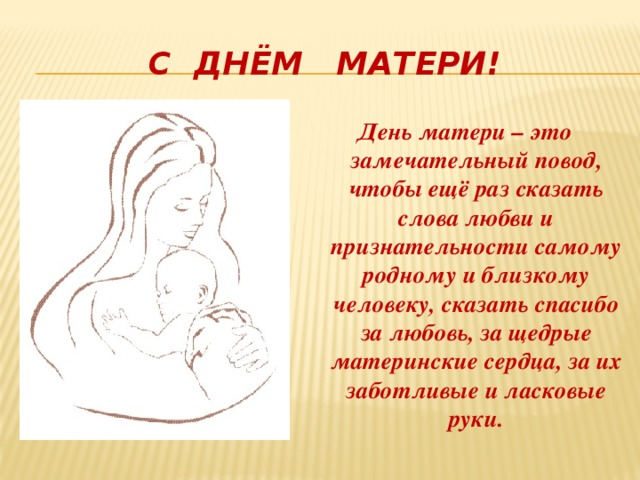 С ДНЁМ МАТЕРИ!
День матери – это
замечательный повод,
чтобы ещё раз сказать
слова любви и
признательности самому
родному и близкому
человеку, сказать спасибо
за любовь, за щедрые
материнские сердца, за их
заботливые и ласковые
руки.